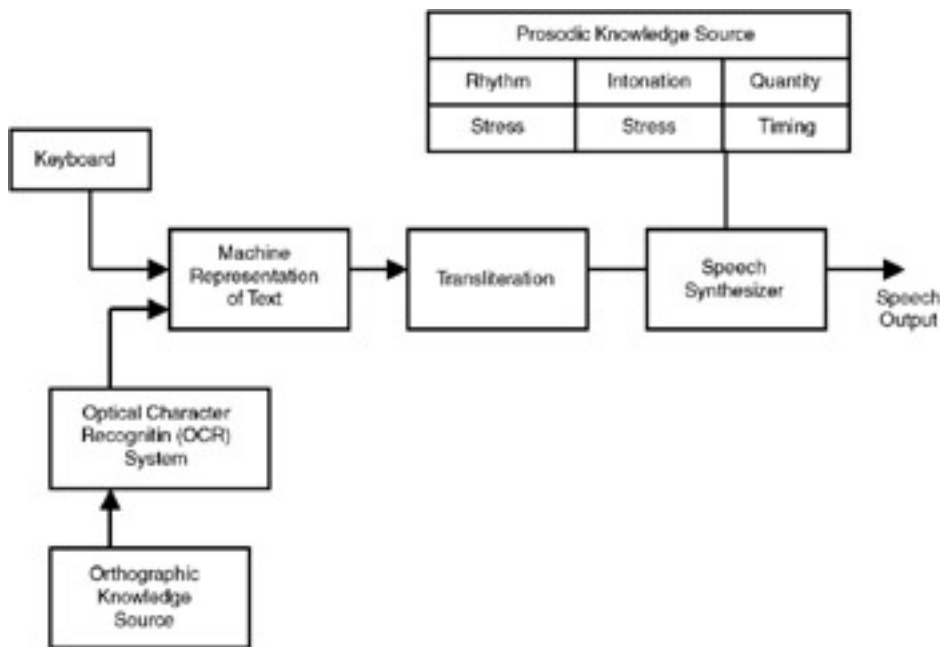 Prosodic Knowledge Source
Rhythm Intonation Quantity
Stress Stress Timing
Keyboard
Machine
Representation
of Text
Transliteration
Speech
Synthesizer
Speech
Output
Optical Character
Recognitin (OCR)
System
Orthographic
Knowledge
Source